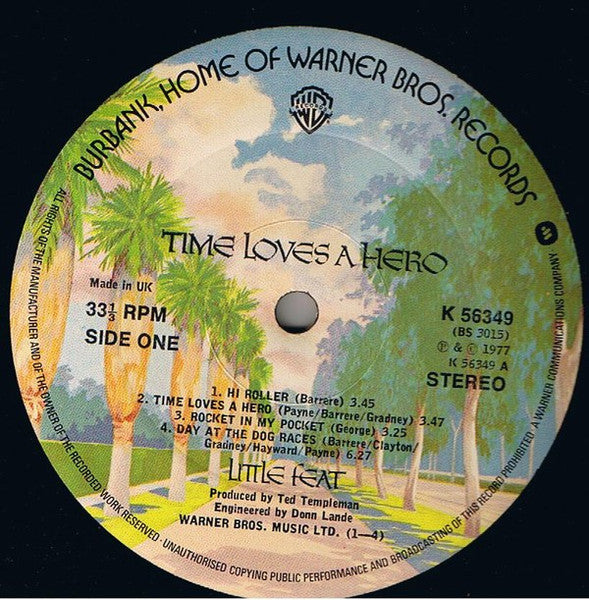 BURBANK, HOME OF WARNER BROS. RECORDS
TIME LOVES A HERO
Made in UK
33⅓ RPM
SIDE ONE
K 56349
(BS 3015)
℗ & © 1977
K 56349 A
STEREO
1. HI ROLLER (Barrere) 3.45
2. TIME LOVES A HERO (Payne/Barrere/Gradney) 3.47
3. ROCKET IN MY POCKET (George) 3.25
4. DAY AT THE DOG RACES (Barrere/Clayton/
Gradney/Hayward/Payne) 6.27
LITTLE FEAT
Produced by Ted Templeman
Engineered by Donn Lande
WARNER BROS. MUSIC LTD. (1—4)
ALL RIGHTS OF THE MANUFACTURER AND OF THE OWNER OF THE RECORDED WORK RESERVED · UNAUTHORISED COPYING PUBLIC PERFORMANCE AND BROADCASTING OF THIS RECORD PROHIBITED A WARNER COMMUNICATIONS COMPANY